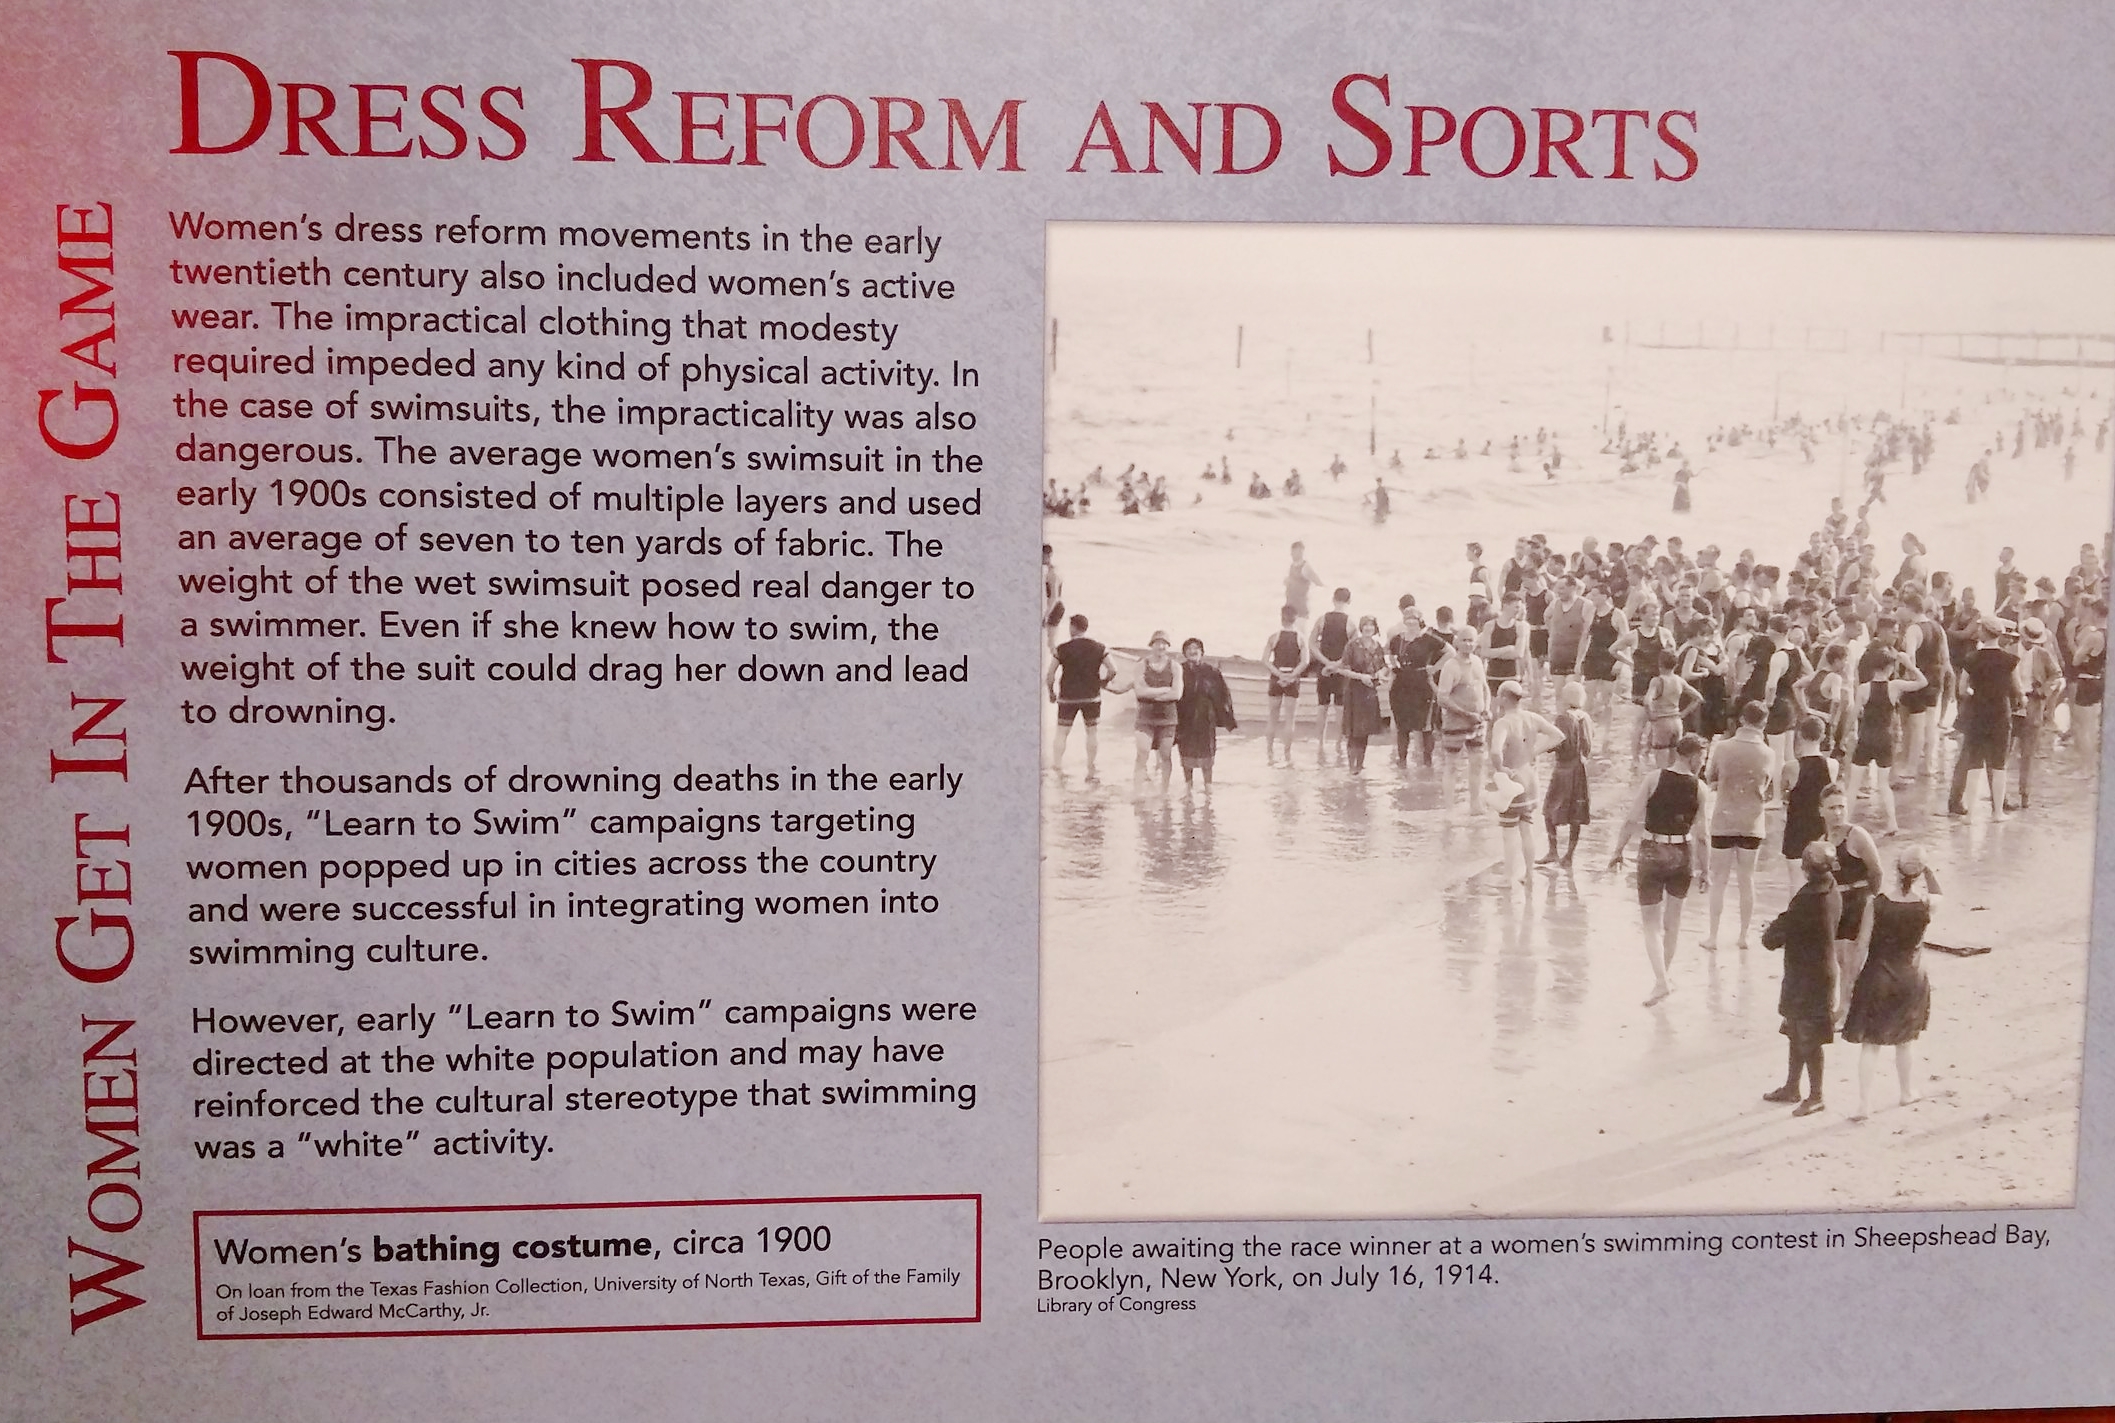 DRESS REFORM AND SPORTS
WOMEN GET IN THE GAME
Women's dress reform movements in the early
twentieth century also included women's active
wear. The impractical clothing that modesty
required impeded any kind of physical activity. In
the case of swimsuits, the impracticality was also
dangerous. The average women's swimsuit in the
early 1900s consisted of multiple layers and used
an average of seven to ten yards of fabric. The
weight of the wet swimsuit posed real danger to
a swimmer. Even if she knew how to swim, the
weight of the suit could drag her down and lead
to drowning.
After thousands of drowning deaths in the early
1900s, "Learn to Swim" campaigns targeting
women popped up in cities across the country
and were successful in integrating women into
swimming culture.
However, early "Learn to Swim" campaigns were
directed at the white population and may have
reinforced the cultural stereotype that swimming
was a "white" activity.
Women's bathing costume, circa 1900
On loan from the Texas Fashion Collection, University of North Texas, Gift of the Family
of Joseph Edward McCarthy, Jr.
People awaiting the race winner at a women's swimming contest in Sheepshead Bay,
Brooklyn, New York, on July 16, 1914.
Library of Congress